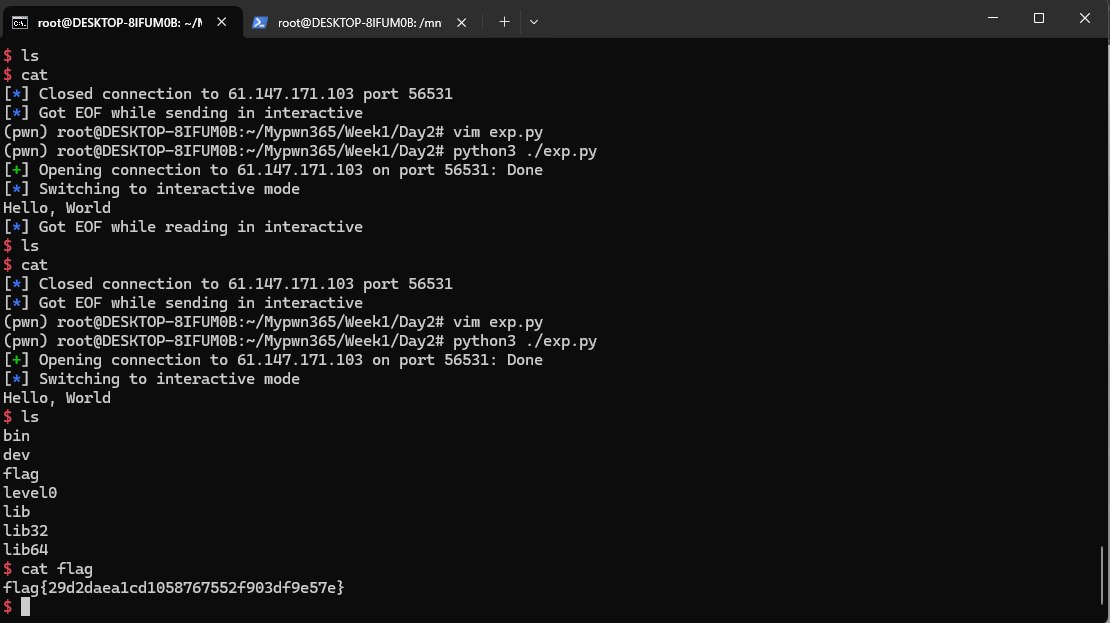 root@DESKTOP-8IFUM0B: ~/M
root@DESKTOP-8IFUM0B: /mn
$ ls
$ cat
[*] Closed connection to 61.147.171.103 port 56531
[*] Got EOF while sending in interactive
(pwn) root@DESKTOP-8IFUM0B:~/Mypwn365/Week1/Day2# vim exp.py
(pwn) root@DESKTOP-8IFUM0B:~/Mypwn365/Week1/Day2# python3 ./exp.py
[+] Opening connection to 61.147.171.103 on port 56531: Done
[*] Switching to interactive mode
Hello, World
[*] Got EOF while reading in interactive
$ ls
$ cat
[*] Closed connection to 61.147.171.103 port 56531
[*] Got EOF while sending in interactive
(pwn) root@DESKTOP-8IFUM0B:~/Mypwn365/Week1/Day2# vim exp.py
(pwn) root@DESKTOP-8IFUM0B:~/Mypwn365/Week1/Day2# python3 ./exp.py
[+] Opening connection to 61.147.171.103 on port 56531: Done
[*] Switching to interactive mode
Hello, World
$ ls
bin
dev
flag
level0
lib
lib32
lib64
$ cat flag
flag{29d2daea1cd1058767552f903df9e57e}
$